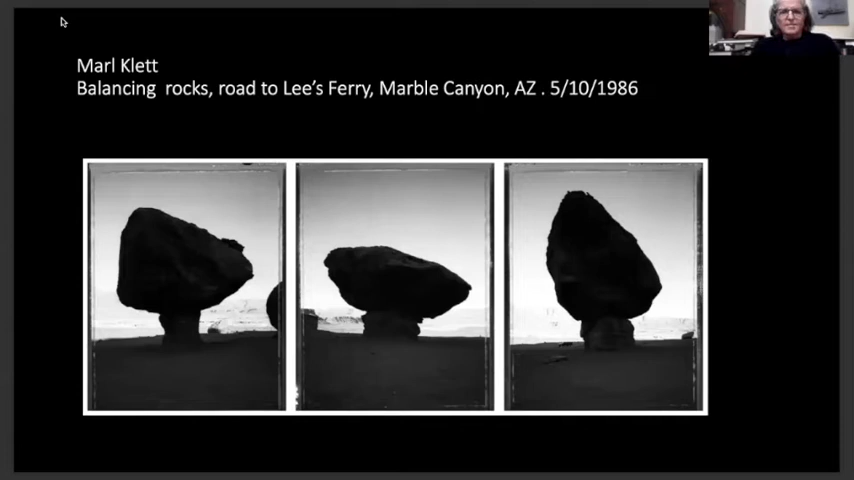 Marl Klett
Balancing  rocks, road to Lee's Ferry, Marble Canyon, AZ . 5/10/1986